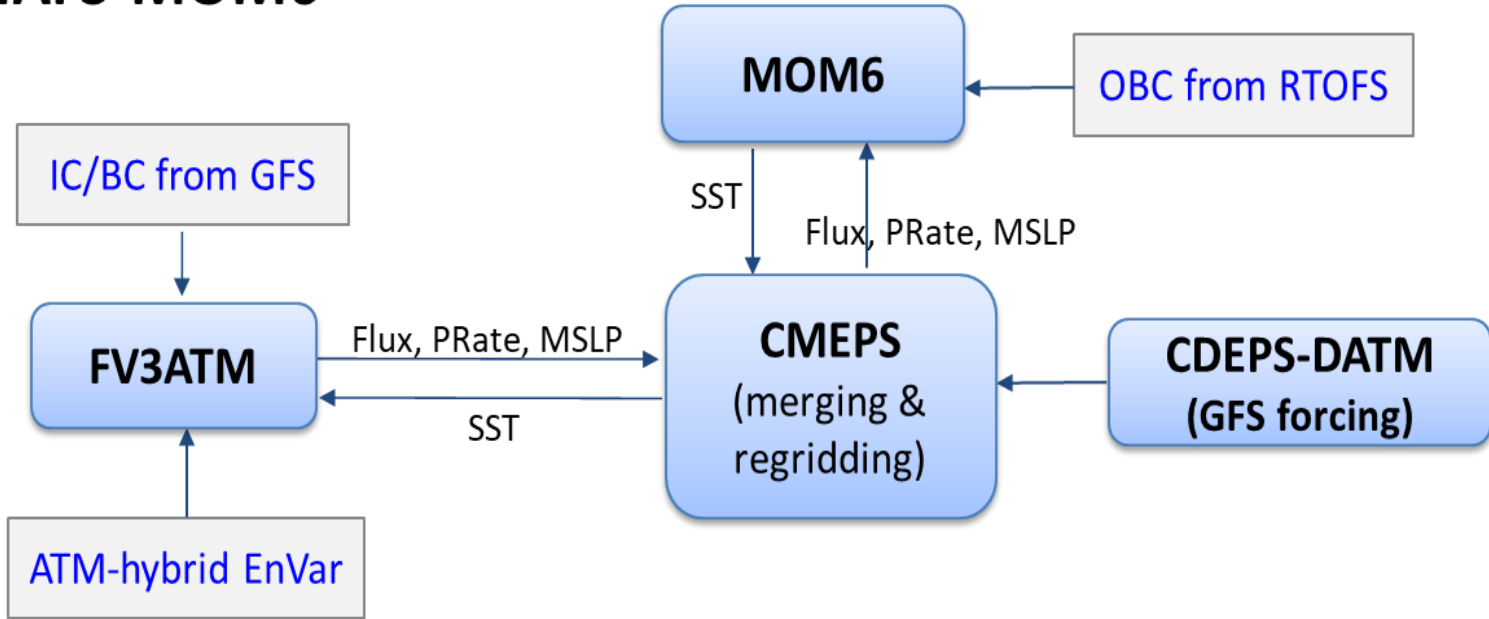 MOM6
OBC from RTOFS
IC/BC from GFS
SST
Flux, PRate, MSLP
FV3ATM
Flux, PRate, MSLP
SST
CMEPS
(merging &
regridding)
CDEPS-DATM
(GFS forcing)
ATM-hybrid EnVar